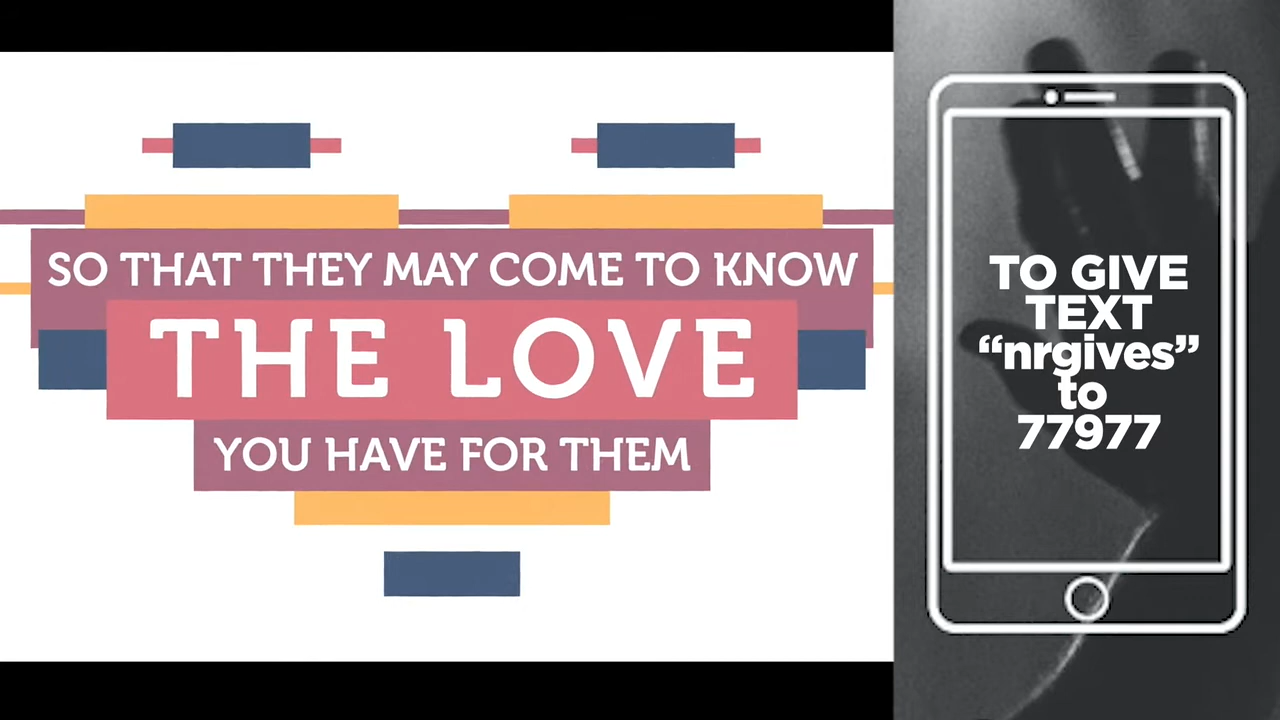 SO THAT THEY MAY COME TO KNOW
THE LOVE
YOU HAVE FOR THEM
TO GIVE
TEXT
“nrgives”
to
77977